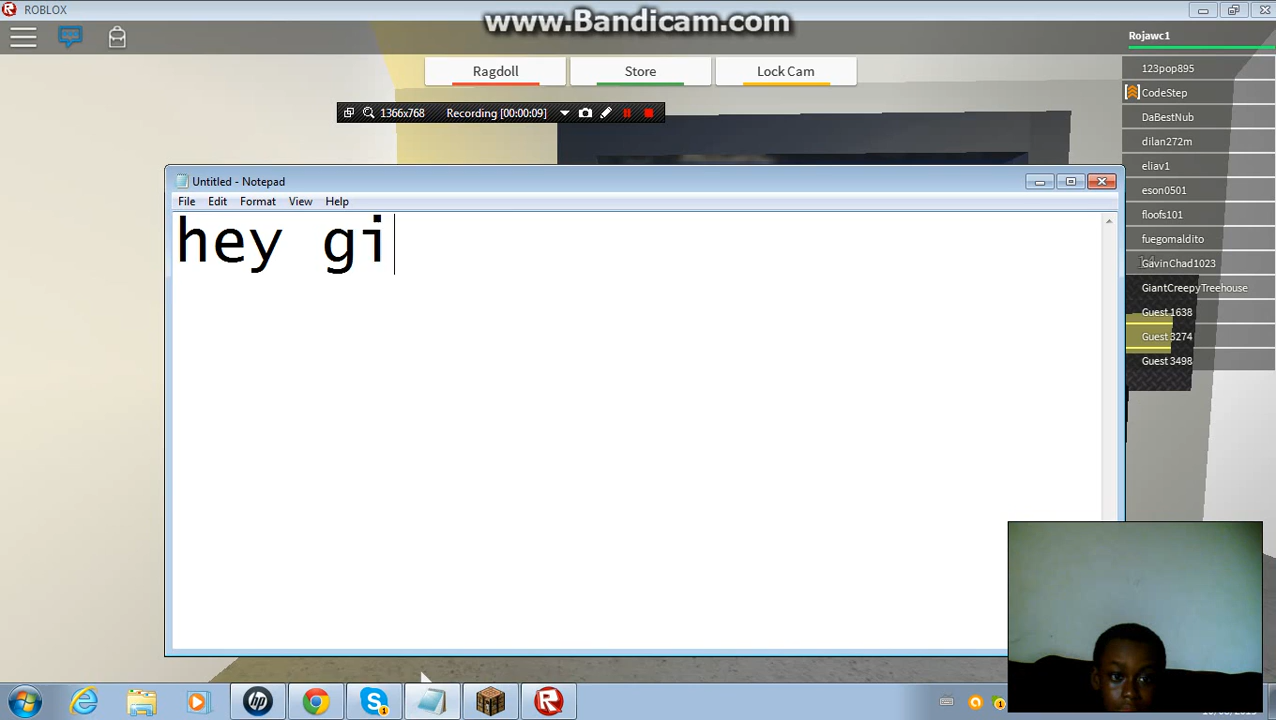 ROBLOX
www.Bandicam.com
Rojawc1
Ragdoll
Store
Lock Cam
123pop895
CodeStep
1366x768
Recording [00:00:09]
DaBestNub
dilan272m
eliav1
Untitled - Notepad
eson0501
File Edit Format View Help
floofs101
hey gi
fuegomaldito
GavinChad1023
GiantCreepyTreehouse
Guest 1638
Guest 3274
Guest 3498
hp